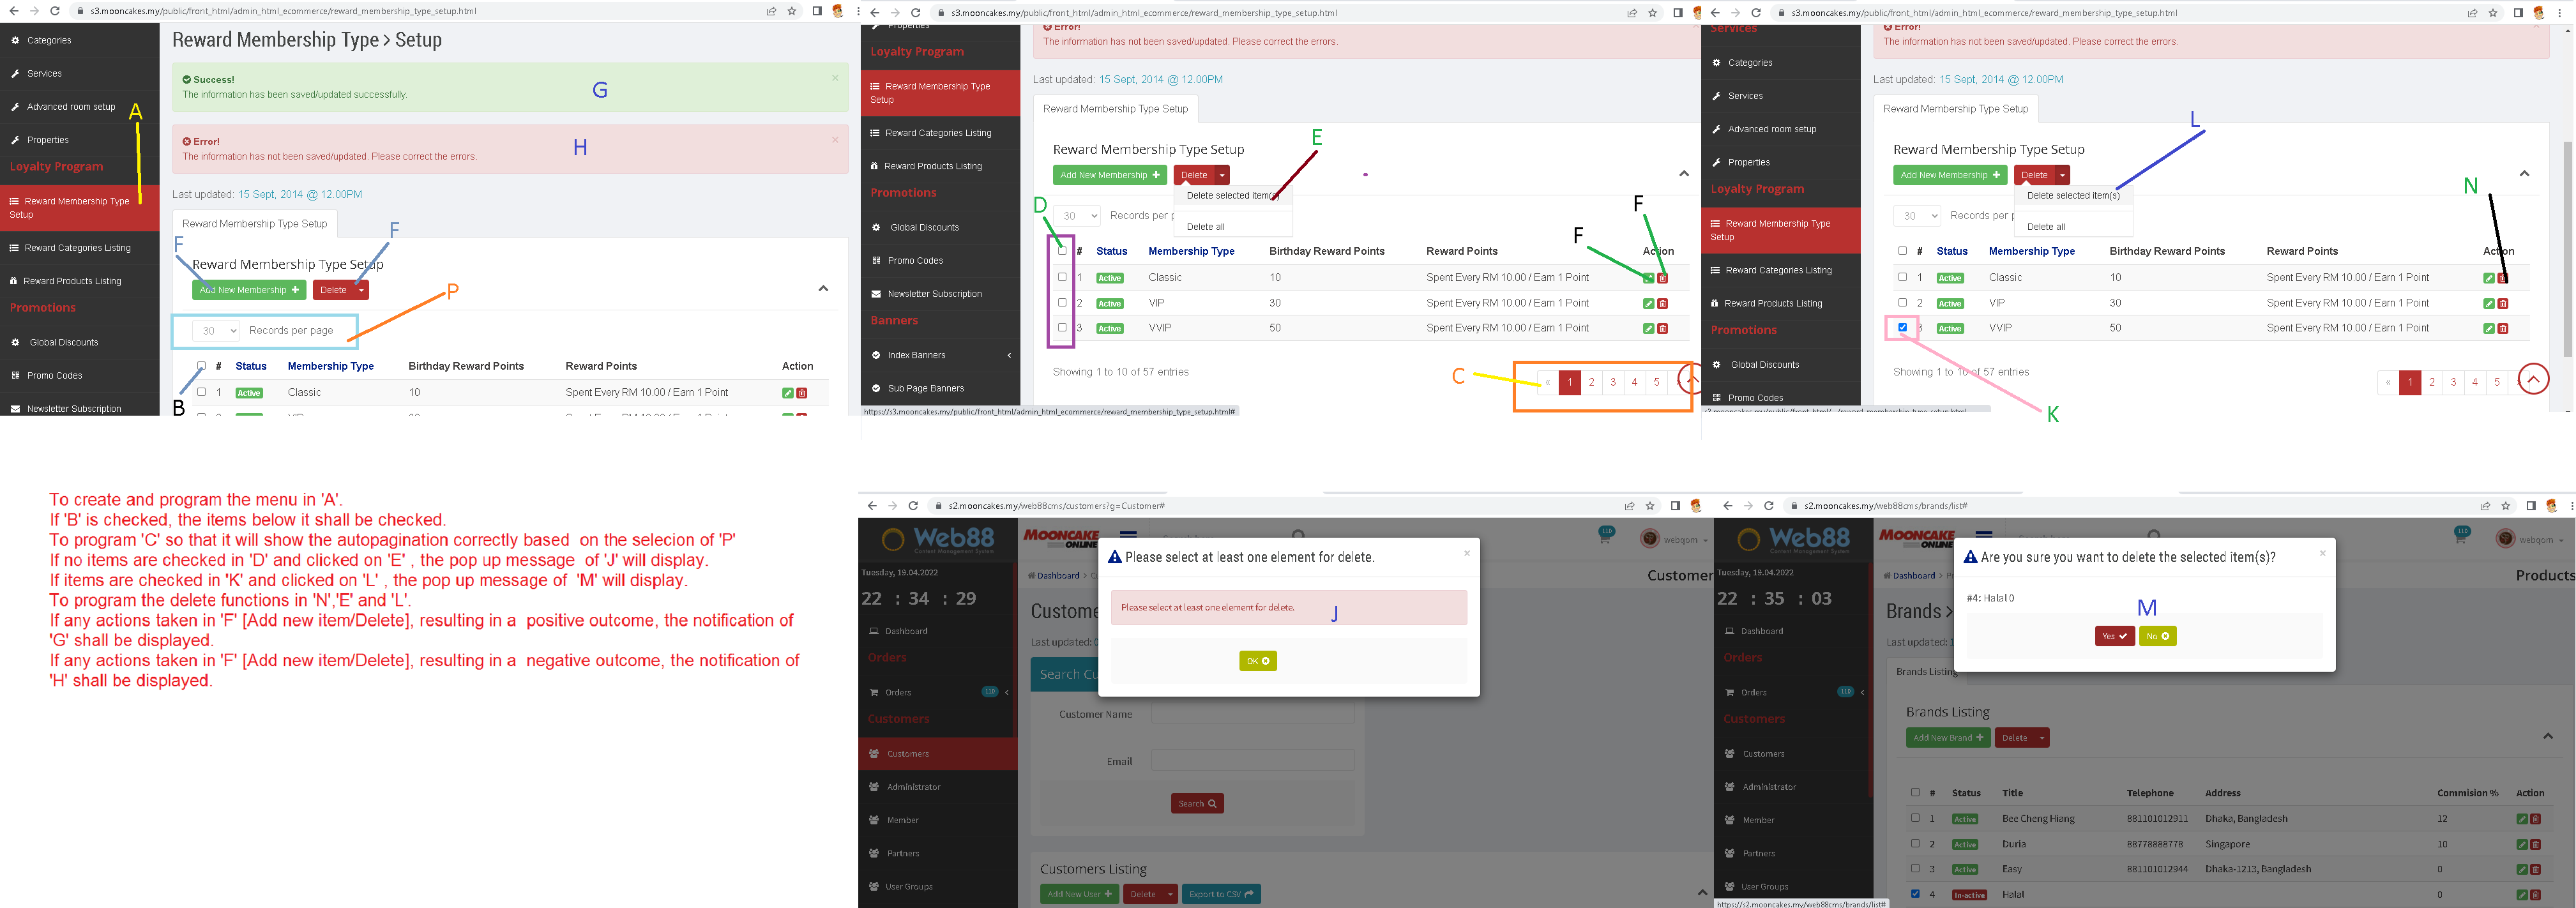 s3.mooncakes.my/public/front_html/admin_html_ecommerce/reward_membership_type_setup.html
Categories
Services
Advanced room setup
Properties
Loyalty Program
Reward Membership Type
Setup
Reward Categories Listing
Reward Products Listing
Promotions
Global Discounts
Promo Codes
Newsletter Subscription
A
Reward Membership Type > Setup
Success!
The information has been saved/updated successfully.
G
Error!
The information has not been saved/updated. Please correct the errors.
H
Last updated: 15 Sept, 2014 @ 12.00PM
Reward Membership Type Setup
F
F
Reward Membership Type Setup
Add New Membership
Delete
P
30 Records per page
# Status Membership Type Birthday Reward Points Reward Points Action
B
1 Active Classic 10 Spent Every RM 10.00 / Earn 1 Point
s3.mooncakes.my/public/front_html/admin_html_ecommerce/reward_membership_type_setup.html
Properties
Loyalty Program
Reward Membership Type
Setup
Reward Categories Listing
Reward Products Listing
Promotions
Global Discounts
Promo Codes
Newsletter Subscription
Banners
Index Banners
Sub Page Banners
Error!
The information has not been saved/updated. Please correct the errors.
Last updated: 15 Sept, 2014 @ 12.00PM
Reward Membership Type Setup
E
Reward Membership Type Setup
Add New Membership
Delete
Delete selected item(s)
D
F
30 Records per
Delete all
F
# Status Membership Type Birthday Reward Points Reward Points Action
1 Active Classic 10 Spent Every RM 10.00 / Earn 1 Point
2 Active VIP 30 Spent Every RM 10.00 / Earn 1 Point
3 Active VVIP 50 Spent Every RM 10.00 / Earn 1 Point
Showing 1 to 10 of 57 entries
C
« 1 2 3 4 5
https://s3.mooncakes.my/public/front_html/admin_html_ecommerce/reward_membership_type_setup.html#
s3.mooncakes.my/public/front_html/admin_html_ecommerce/reward_membership_type_setup.html
Services
Categories
Services
Advanced room setup
Properties
Loyalty Program
Reward Membership Type
Setup
Reward Categories Listing
Reward Products Listing
Promotions
Global Discounts
Promo Codes
Error!
The information has not been saved/updated. Please correct the errors.
Last updated: 15 Sept, 2014 @ 12.00PM
Reward Membership Type Setup
L
Reward Membership Type Setup
Add New Membership
Delete
Delete selected item(s)
N
30 Records per
Delete all
# Status Membership Type Birthday Reward Points Reward Points Action
1 Active Classic 10 Spent Every RM 10.00 / Earn 1 Point
2 Active VIP 30 Spent Every RM 10.00 / Earn 1 Point
3 Active VVIP 50 Spent Every RM 10.00 / Earn 1 Point
Showing 1 to 10 of 57 entries
« 1 2 3 4 5
K
To create and program the menu in 'A'.
If 'B' is checked, the items below it shall be checked.
To program 'C' so that it will show the autopagination correctly based on the selecion of 'P'
If no items are checked in 'D' and clicked on 'E' , the pop up message of 'J' will display.
If items are checked in 'K' and clicked on 'L' , the pop up message of 'M' will display.
To program the delete functions in 'N','E' and 'L'.
If any actions taken in 'F' [Add new item/Delete], resulting in a positive outcome, the notification of
'G' shall be displayed.
If any actions taken in 'F' [Add new item/Delete], resulting in a negative outcome, the notification of
'H' shall be displayed.
s2.mooncakes.my/web88cms/customers?g=Customer#
Web88
Content Management System
MOONCAKE
ONLINE
110
webqom
Tuesday, 19.04.2022
22 : 34 : 29
Dashboard
Orders
Orders 110
Customers
Customers
Administrator
Member
Partners
User Groups
Dashboard >
Customer
Last updated:
Please select at least one element for delete.
Please select at least one element for delete.
J
OK
Customer Name
Email
Search
Customers Listing
Add New User
Delete
Export to CSV
s2.mooncakes.my/web88cms/brands/list#
Web88
Content Management System
MOONCAKE
ONLINE
110
webqom
Tuesday, 19.04.2022
22 : 35 : 03
Dashboard
Orders
Orders 110
Customers
Customers
Administrator
Member
Partners
User Groups
Dashboard >
Products
Brands >
Last updated:
Are you sure you want to delete the selected item(s)?
#4: Halal 0
M
Yes
No
Brands Listing
Brands Listing
Add New Brand
Delete
# Status Title Telephone Address Commision % Action
1 Active Bee Cheng Hiang 881101012911 Dhaka, Bangladesh 12
2 Active Duria 88778888778 Singapore 10
3 Active Easy 881101012944 Dhaka-1213, Bangladesh 0
4 In-active Halal 0
https://s2.mooncakes.my/web88cms/brands/list#